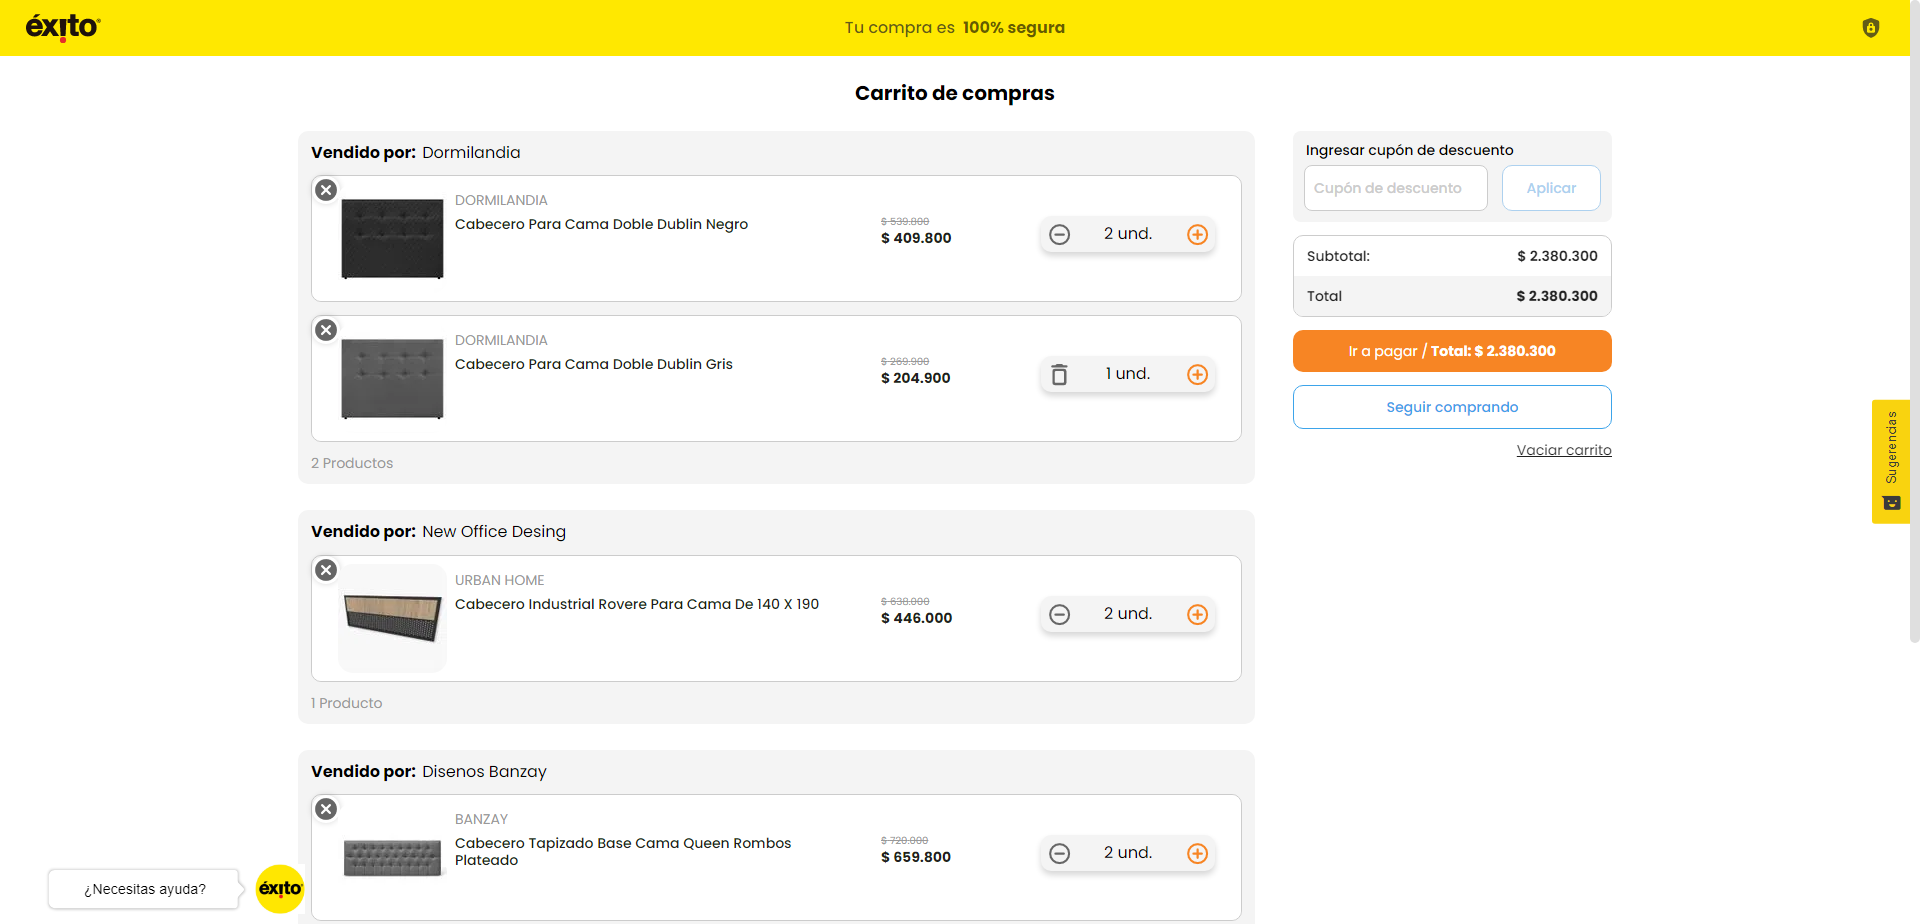 éxito
Tu compra es 100% segura
Carrito de compras
Vendido por: Dormilandia
DORMILANDIA
Cabecero Para Cama Doble Dublin Negro
$ 539.800
$ 409.800
2 und.
DORMILANDIA
Cabecero Para Cama Doble Dublin Gris
$ 269.900
$ 204.900
1 und.
2 Productos
Vendido por: New Office Desing
URBAN HOME
Cabecero Industrial Rovere Para Cama De 140 X 190
$ 638.000
$ 446.000
2 und.
1 Producto
Vendido por: Disenos Banzay
BANZAY
Cabecero Tapizado Base Cama Queen Rombos
Plateado
$ 720.000
$ 659.800
2 und.
Ingresar cupón de descuento
Cupón de descuento
Aplicar
Subtotal: $ 2.380.300
Total $ 2.380.300
Ir a pagar / Total: $ 2.380.300
Seguir comprando
Vaciar carrito
Sugerencias
¿Necesitas ayuda?
éxito